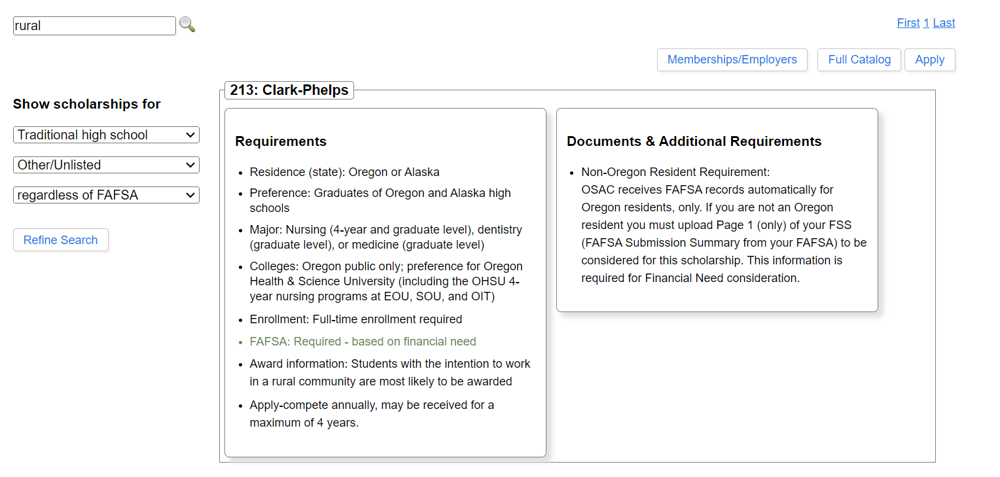 rural
First 1 Last
Memberships/Employers
Full Catalog
Apply
Show scholarships for
Traditional high school
Other/Unlisted
regardless of FAFSA
Refine Search
213: Clark-Phelps
Requirements
Residence (state): Oregon or Alaska
Preference: Graduates of Oregon and Alaska high
schools
Major: Nursing (4-year and graduate level), dentistry
(graduate level), or medicine (graduate level)
Colleges: Oregon public only; preference for Oregon
Health & Science University (including the OHSU 4-
year nursing programs at EOU, SOU, and OIT)
Enrollment: Full-time enrollment required
FAFSA: Required - based on financial need
Award information: Students with the intention to work
in a rural community are most likely to be awarded
Apply-compete annually, may be received for a
maximum of 4 years.
Documents & Additional Requirements
Non-Oregon Resident Requirement:
OSAC receives FAFSA records automatically for
Oregon residents, only. If you are not an Oregon
resident you must upload Page 1 (only) of your FSS
(FAFSA Submission Summary from your FAFSA) to be
considered for this scholarship. This information is
required for Financial Need consideration.